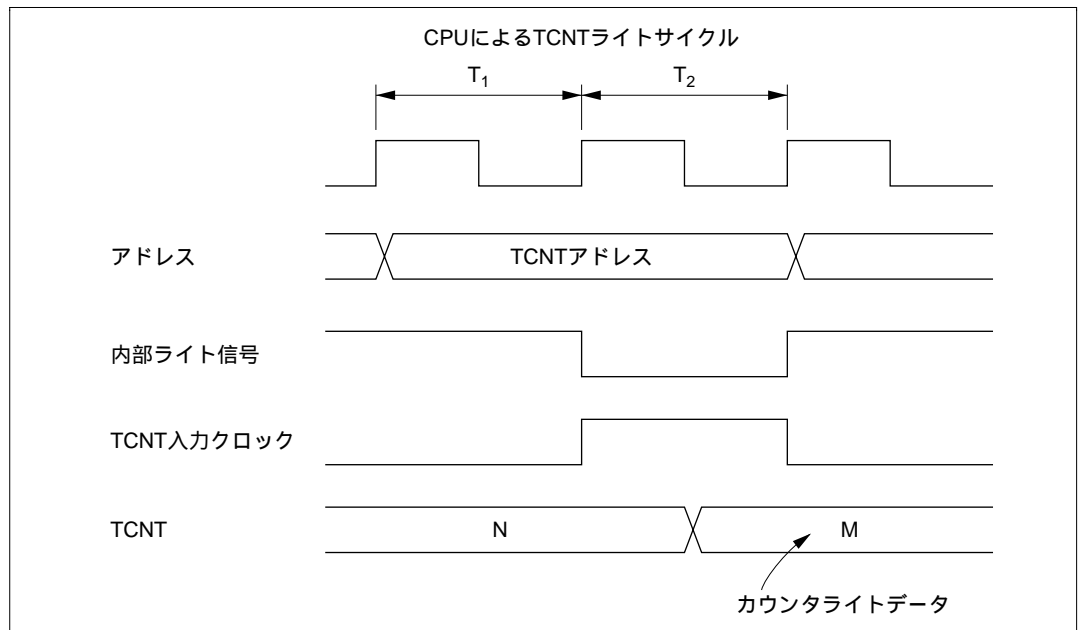 CPUによるTCNTライトサイクル
T1 T2
アドレス TCNTアドレス
内部ライト信号
TCNT入力クロック
TCNT N M
カウンタライトデータ